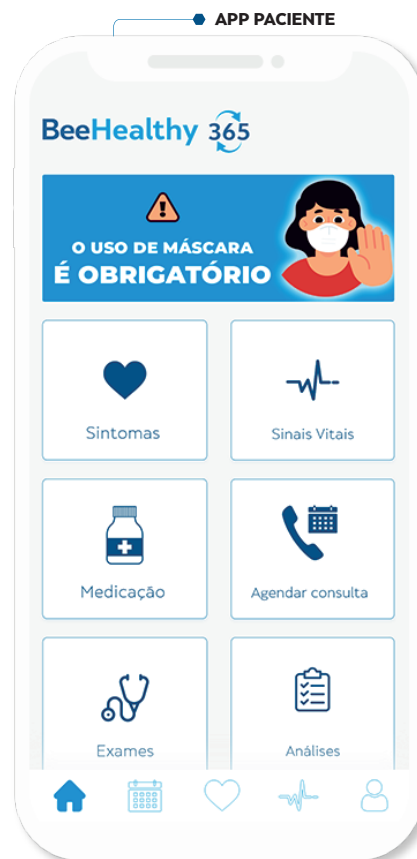 APP PACIENTE
BeeHealthy 365
O USO DE MÁSCARA
É OBRIGATÓRIO
Sintomas
Sinais Vitais
Medicação
Agendar consulta
Exames
Análises